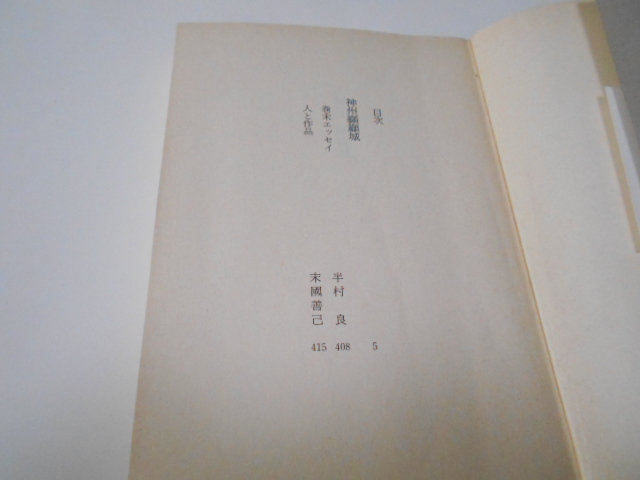 目次
神州纐纈城 5
巻末エッセイ 半村 良 408
人と作品 末國善己 415